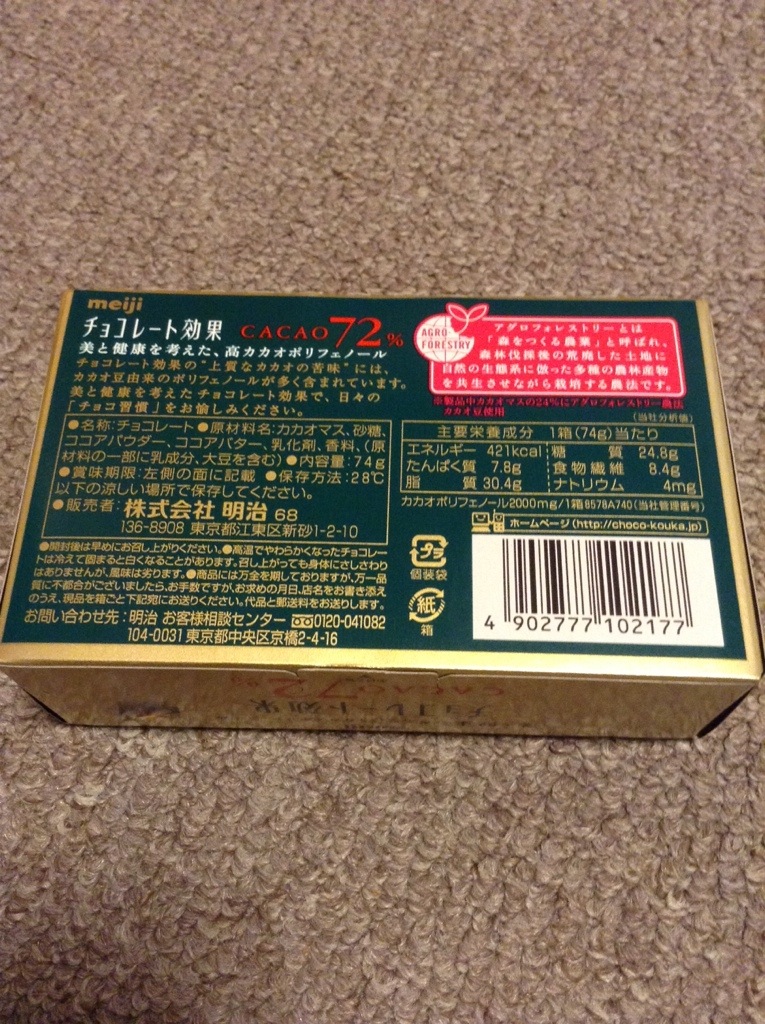 meiji
チョコレート効果 CACAO72%
美と健康を考えた、高カカオポリフェノール
チョコレート効果の"上質なカカオの苦味"には、
カカオ豆由来のポリフェノールが多く含まれています。
美と健康を考えたチョコレート効果で、日々の
「チョコ習慣」をお愉しみください。
AGRO
FORESTRY
アグロフォレストリーとは
「森をつくる農業」と呼ばれ、
森林伐採後の荒廃した土地に
自然の生態系に倣った多種の農林産物
を共生させながら栽培する農法です。
※製品中カカオマスの24%にアグロフォレストリー農法
カカオ豆使用
●名称:チョコレート●原材料名:カカオマス、砂糖、
ココアパウダー、ココアバター、乳化剤、香料、(原
材料の一部に乳成分、大豆を含む)●内容量:74g
●賞味期限:左側の面に記載 ●保存方法:28℃
以下の涼しい場所で保存してください。
●販売者:株式会社 明治 68
136-8908 東京都江東区新砂1-2-10
(当社分析値)
主要栄養成分 1箱(74g)当たり
エネルギー 421kcal 糖質 24.8g
たんぱく質 7.8g 食物繊維 8.4g
脂質 30.4g ナトリウム 4mg
カカオポリフェノール2000mg/1箱 8578A740(当社管理番号)
ホームページ(http://choco-kouka.jp)
●開封後は早めにお召し上がりください。●高温でやわらかくなったチョコレー
トは冷えて固まると白くなることがあります。召し上がっても身体にさしさわり
はありませんが、風味は劣ります。●商品には万全を期しておりますが、万一品
質に不都合がございましたら、お手数ですが、お求めの月日、店名をお書き添え
のうえ、現品を箱ごと下記宛にお送りください。代品と郵送料をお送りします。
お問い合わせ先:明治 お客様相談センター 0120-041082
104-0031 東京都中央区京橋2-4-16
プラ
個装袋
紙
箱
4 902777 102177
CACAO72%
チョコレート効果